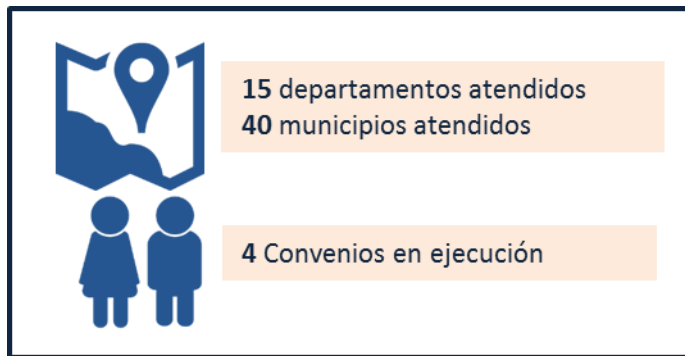 15 departamentos atendidos
40 municipios atendidos
4 Convenios en ejecución